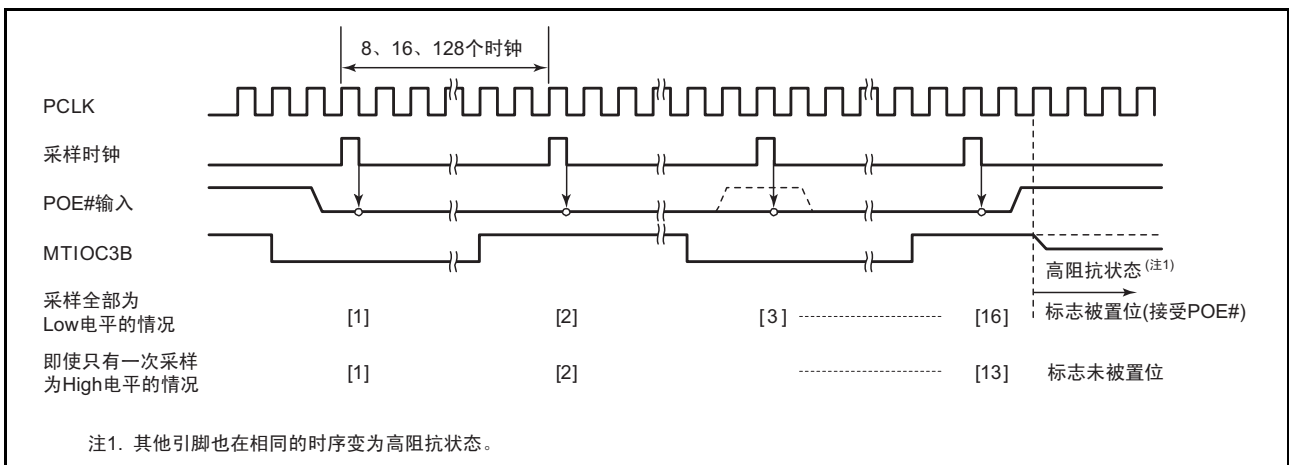 8、16、128个时钟
PCLK
采样时钟
POE#输入
MTIOC3B
高阻抗状态(注1)
标志被置位(接受POE#)
采样全部为
Low电平的情况
[1]
[2]
[3]
[16]
即使只有一次采样
为High电平的情况
[1]
[2]
[13]
标志未被置位
注1. 其他引脚也在相同的时序变为高阻抗状态。